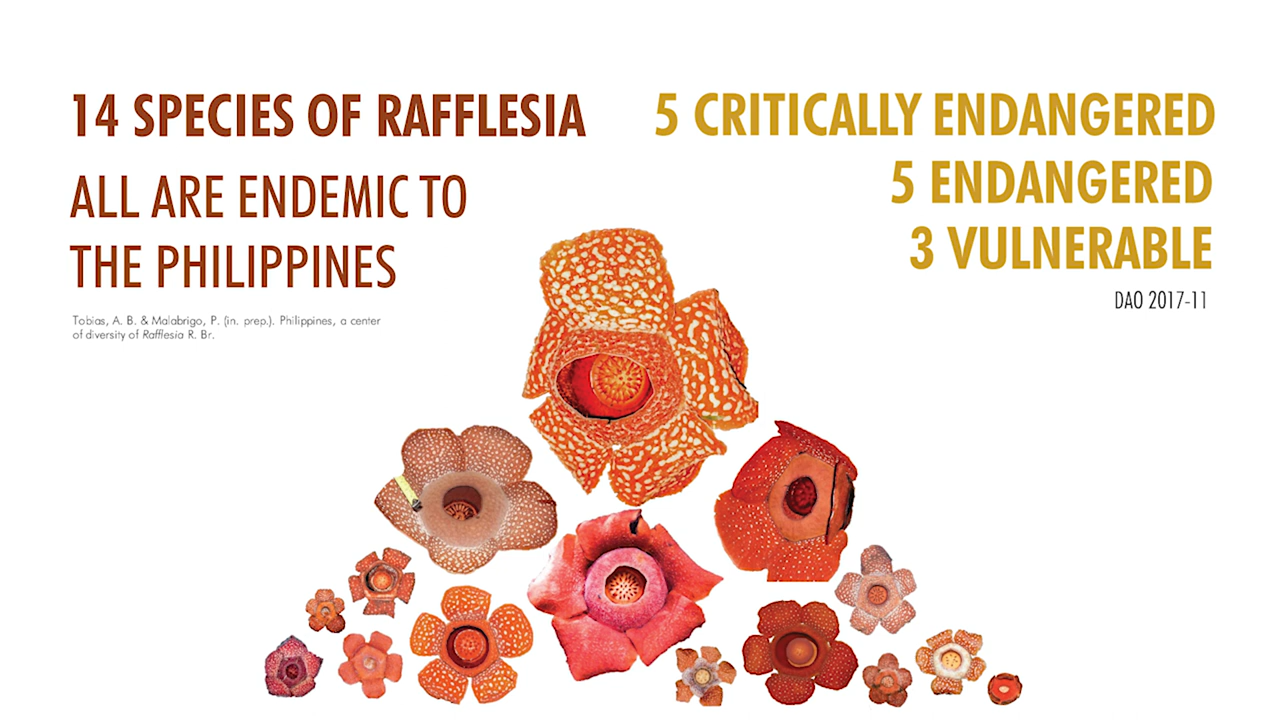 14 SPECIES OF RAFFLESIA
ALL ARE ENDEMIC TO
THE PHILIPPINES
Tobias, A. B. & Malabrigo, P. (in. prep.). Philippines, a center
of diversity of Rafflesia R. Br.
5 CRITICALLY ENDANGERED
5 ENDANGERED
3 VULNERABLE
DAO 2017-11